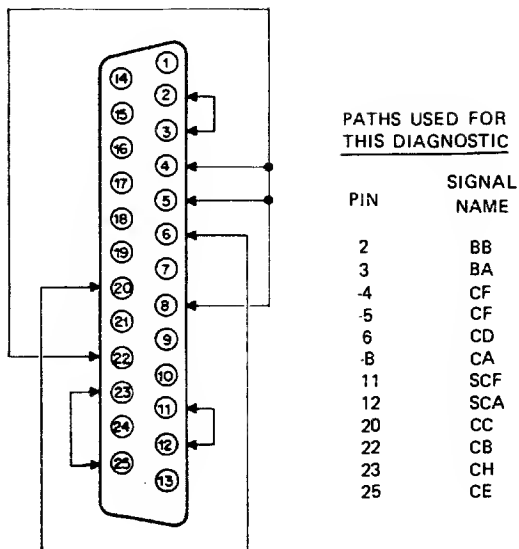 1
14
2
15
3
16
4
17
5
18
6
19
7
20
8
21
9
22
10
23
11
24
12
25
13
PATHS USED FOR
THIS DIAGNOSTIC
PIN SIGNAL NAME
2 BB
3 BA
-4 CF
-5 CF
6 CD
-B CA
11 SCF
12 SCA
20 CC
22 CB
23 CH
25 CE